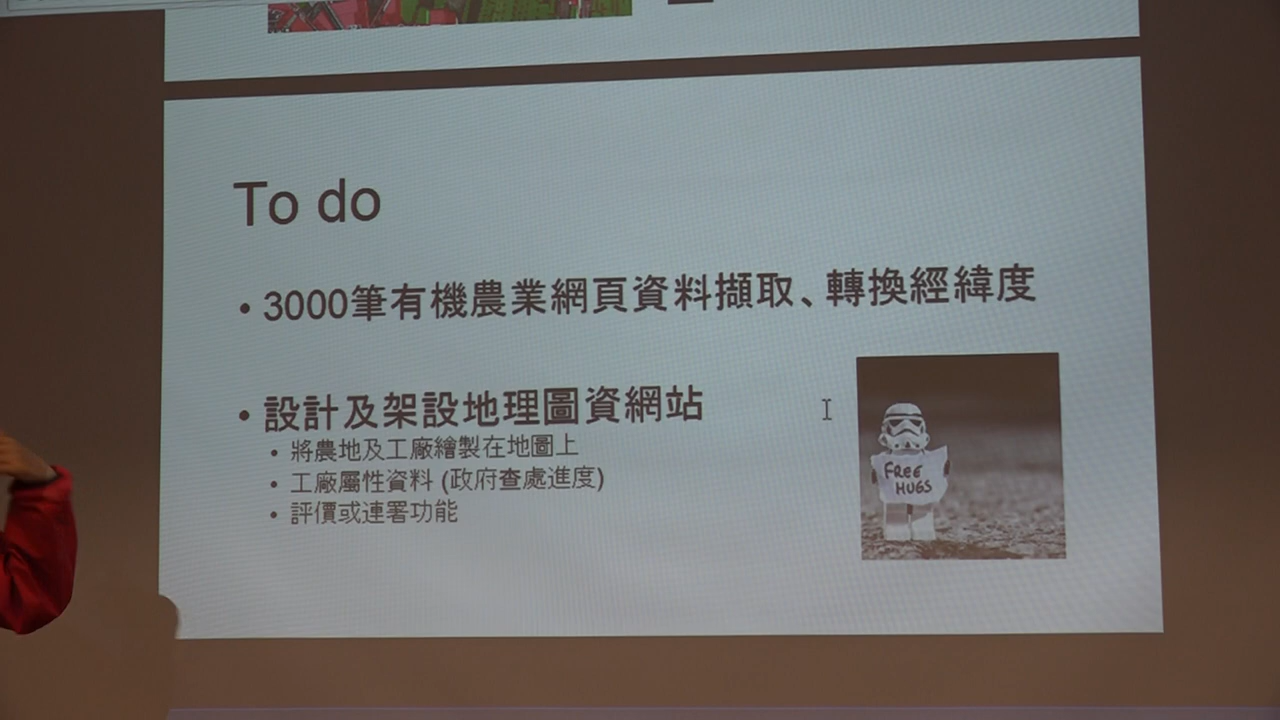 To do
• 3000筆有機農業網頁資料擷取、轉換經緯度
• 設計及架設地理圖資網站
• 將農地及工廠繪製在地圖上
• 工廠屬性資料 (政府查處進度)
• 評價或連署功能
FREE
HUGS